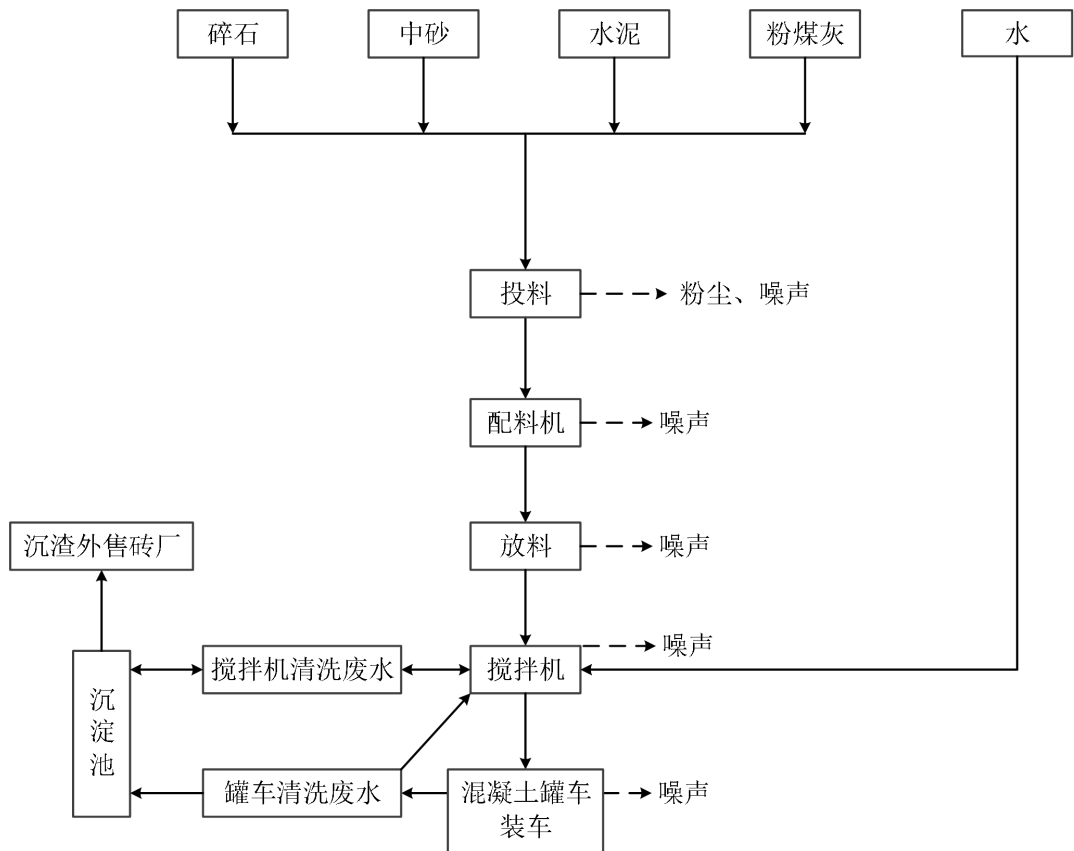 碎石
中砂
水泥
粉煤灰
水
投料
粉尘、噪声
配料机
噪声
放料
噪声
沉渣外售砖厂
噪声
搅拌机清洗废水
搅拌机
沉淀池
罐车清洗废水
混凝土罐车
装车
噪声